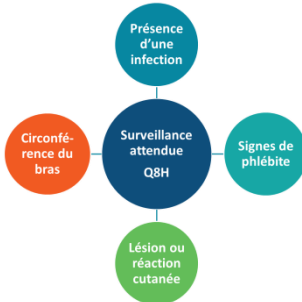 Présence
d'une
infection
Circonfé-
rence du
bras
Surveillance
attendue
Q8H
Signes de
phlébite
Lésion ou
réaction
cutanée